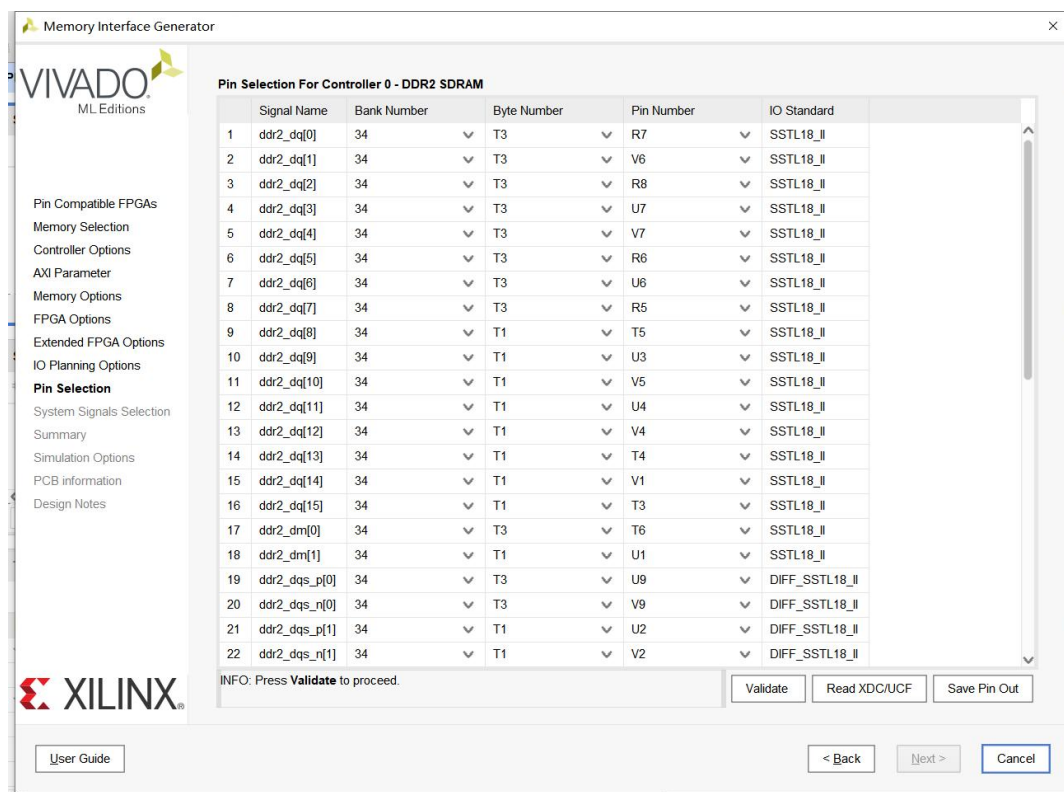 Memory Interface Generator
VIVADO
ML Editions
Pin Compatible FPGAs
Memory Selection
Controller Options
AXI Parameter
Memory Options
FPGA Options
Extended FPGA Options
IO Planning Options
Pin Selection
System Signals Selection
Summary
Simulation Options
PCB information
Design Notes
XILINX
Pin Selection For Controller 0 - DDR2 SDRAM
Signal Name Bank Number Byte Number Pin Number IO Standard
1 ddr2_dq[0] 34 T3 R7 SSTL18_II
2 ddr2_dq[1] 34 T3 V6 SSTL18_II
3 ddr2_dq[2] 34 T3 R8 SSTL18_II
4 ddr2_dq[3] 34 T3 U7 SSTL18_II
5 ddr2_dq[4] 34 T3 V7 SSTL18_II
6 ddr2_dq[5] 34 T3 R6 SSTL18_II
7 ddr2_dq[6] 34 T3 U6 SSTL18_II
8 ddr2_dq[7] 34 T3 R5 SSTL18_II
9 ddr2_dq[8] 34 T1 T5 SSTL18_II
10 ddr2_dq[9] 34 T1 U3 SSTL18_II
11 ddr2_dq[10] 34 T1 V5 SSTL18_II
12 ddr2_dq[11] 34 T1 U4 SSTL18_II
13 ddr2_dq[12] 34 T1 V4 SSTL18_II
14 ddr2_dq[13] 34 T1 T4 SSTL18_II
15 ddr2_dq[14] 34 T1 V1 SSTL18_II
16 ddr2_dq[15] 34 T1 T3 SSTL18_II
17 ddr2_dm[0] 34 T3 T6 SSTL18_II
18 ddr2_dm[1] 34 T1 U1 SSTL18_II
19 ddr2_dqs_p[0] 34 T3 U9 DIFF_SSTL18_II
20 ddr2_dqs_n[0] 34 T3 V9 DIFF_SSTL18_II
21 ddr2_dqs_p[1] 34 T1 U2 DIFF_SSTL18_II
22 ddr2_dqs_n[1] 34 T1 V2 DIFF_SSTL18_II
INFO: Press Validate to proceed.
Validate Read XDC/UCF Save Pin Out
User Guide < Back Next > Cancel